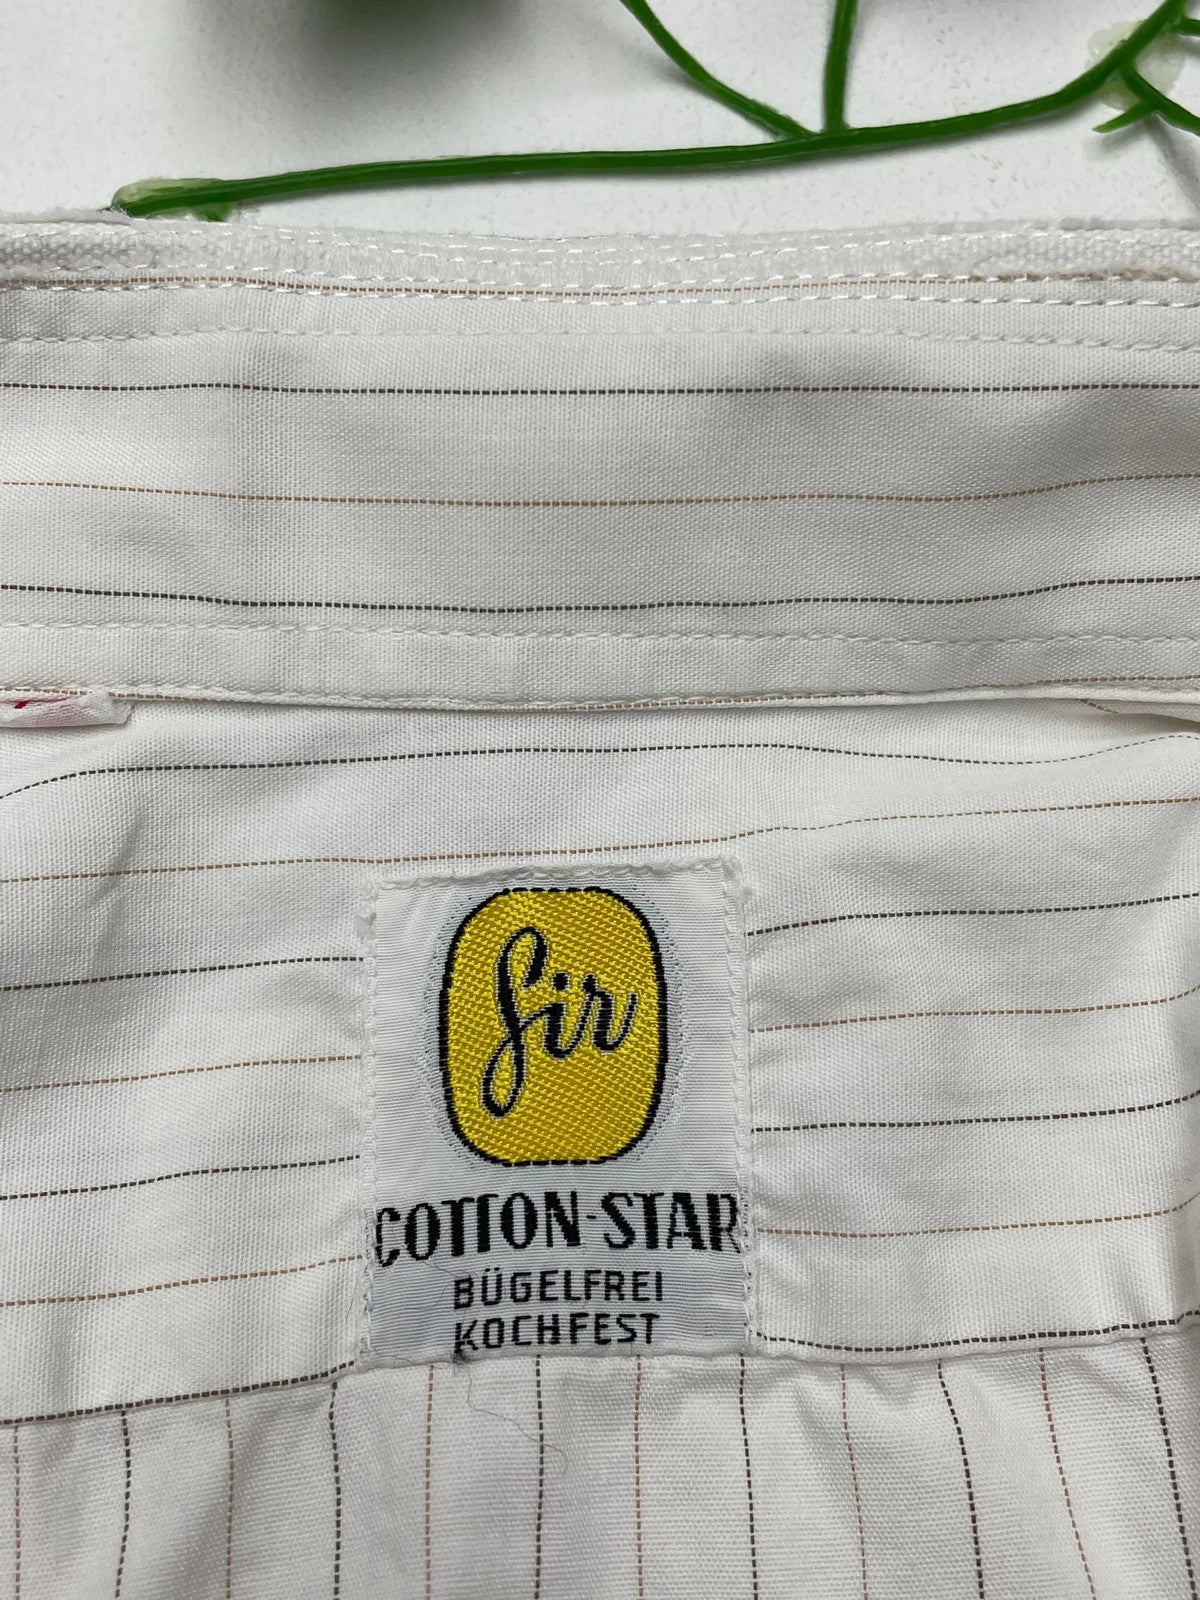 Sir
COTTON-STAR
BÜGELFREI
KOCHFEST